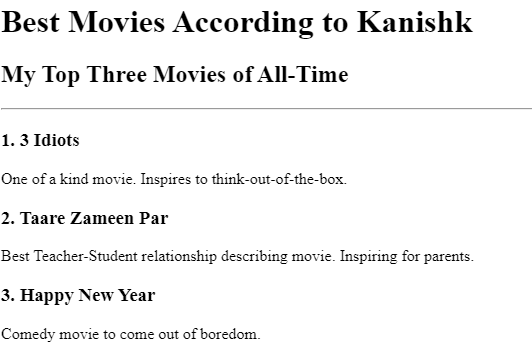 Best Movies According to Kanishk
My Top Three Movies of All-Time
1. 3 Idiots
One of a kind movie. Inspires to think-out-of-the-box.
2. Taare Zameen Par
Best Teacher-Student relationship describing movie. Inspiring for parents.
3. Happy New Year
Comedy movie to come out of boredom.